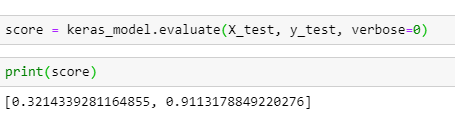 score = keras_model.evaluate(X_test, y_test, verbose=0)
print(score)
[0.3214339281164855, 0.9113178849220276]